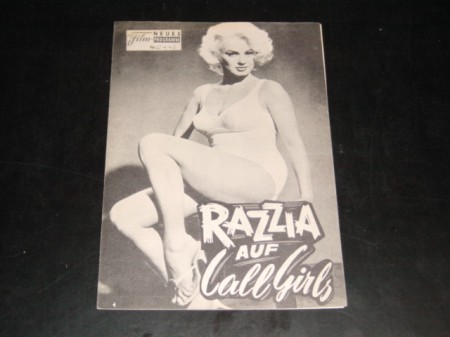 Film-
NEUES
PROGRAMM
RAZZIA
AUF
Call Girls